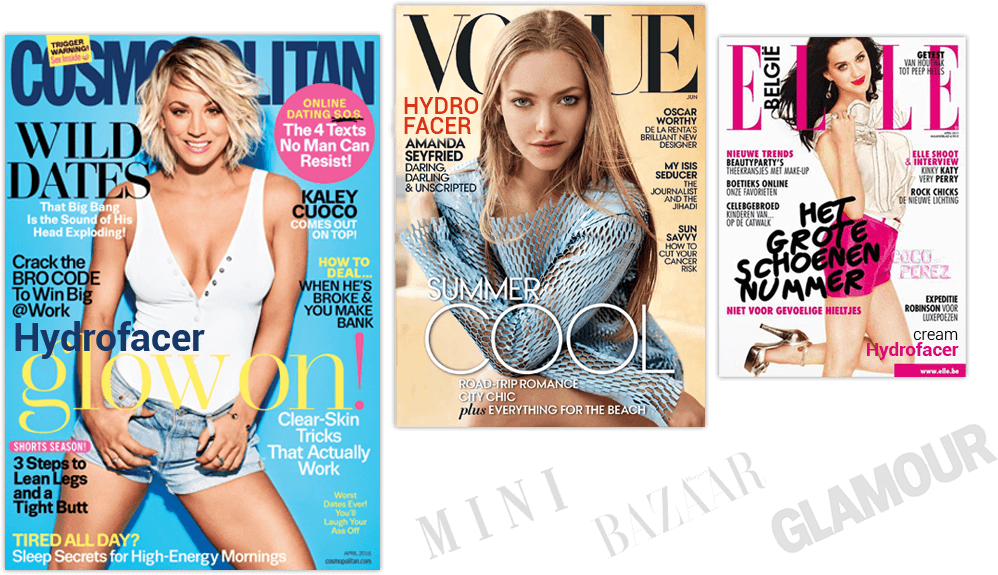 COSMOPOLITAN
TRIGGER
WARNING!
Sex Inside
WILD
DATES
That Big Bang
Is the Sound of His
Head Exploding!
Crack the
BRO CODE
To Win Big
@Work
Hydrofacer
glow on!
SHORTS SEASON!
3 Steps to
Lean Legs
and a
Tight Butt
TIRED ALL DAY?
Sleep Secrets for High-Energy Mornings
ONLINE
DATING S.O.S.
The 4 Texts
No Man Can
Resist!
KALEY
CUOCO
COMES OUT
ON TOP!
HOW TO
DEAL...
WHEN HE'S
BROKE &
YOU MAKE
BANK
Clear-Skin
Tricks
That Actually
Work
Worst
Dates Ever!
You'll
Laugh Your
Ass Off
APRIL 2016
cosmopolitan.com
VOGUE
JUN
HYDRO
FACER
AMANDA
SEYFRIED
DARING,
DARLING
& UNSCRIPTED
OSCAR
WORTHY
DE LA RENTA'S
BRILLIANT NEW
DESIGNER
MY ISIS
SEDUCER
THE
JOURNALIST
AND THE
JIHADI
SUN
SAVVY
HOW TO
CUT YOUR
CANCER
RISK
SUMMER
COOL
ROAD-TRIP ROMANCE
CITY CHIC
plus EVERYTHING FOR THE BEACH
ELLE
BELGIË
GETEST
VAN HOUTHAK
TOT PEEP HEELS
NIEUWE TRENDS
BEAUTYPARTY'S
THEEKRANSJES MET MAKE-UP
BOETIEKS ONLINE
ONZE FAVORIETEN
CELEBGEBROED
KINDEREN VAN...
OP DE CATWALK
ELLE SHOOT
& INTERVIEW
KINKY KATY
VERY PERRY
ROCK CHICKS
DE NIEUWE LICHTING
HET
GROTE
SCHOENEN
NUMMER
NIET VOOR GEVOELIGE HIELTJES
COCO
PEREZ
EXPEDITIE
ROBINSON VOOR
LUXEPOEZEN
cream
Hydrofacer
www.elle.be
MINI
BAZAAR
GLAMOUR